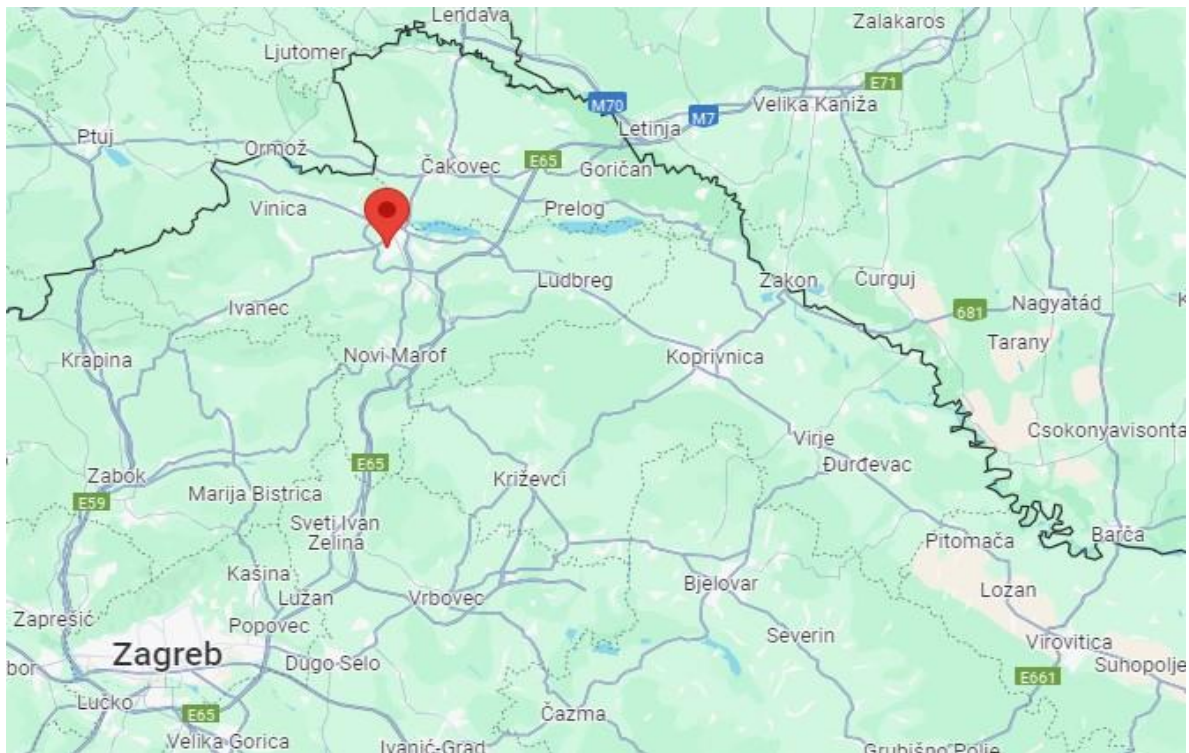 Lendava
Zalakaros
Ljutomer
E71
M70
Velika Kaniža
M7
Letinja
Ptuj
Ormož
Čakovec
E65
Goričan
Vinica
Prelog
Ivanec
Ludbreg
Zakon
Čurguj
Nagyatád
681
Tarany
Krapina
Novi Marof
Koprivnica
Csokonyavisonta
Virje
Đurđevac
Zabok
E65
Križevci
E59
Marija Bistrica
Sveti Ivan
Zelina
Pitomača
Barča
Kašina
Lužan
Vrbovec
Bjelovar
Lozan
Zaprešić
Popovec
Severin
Virovitica
Zagreb
bor
Dugo Selo
Suhopolje
E661
Lučko
E65
Čazma
Velika Gorica
Ivanić-Grad
Grubišno Polje